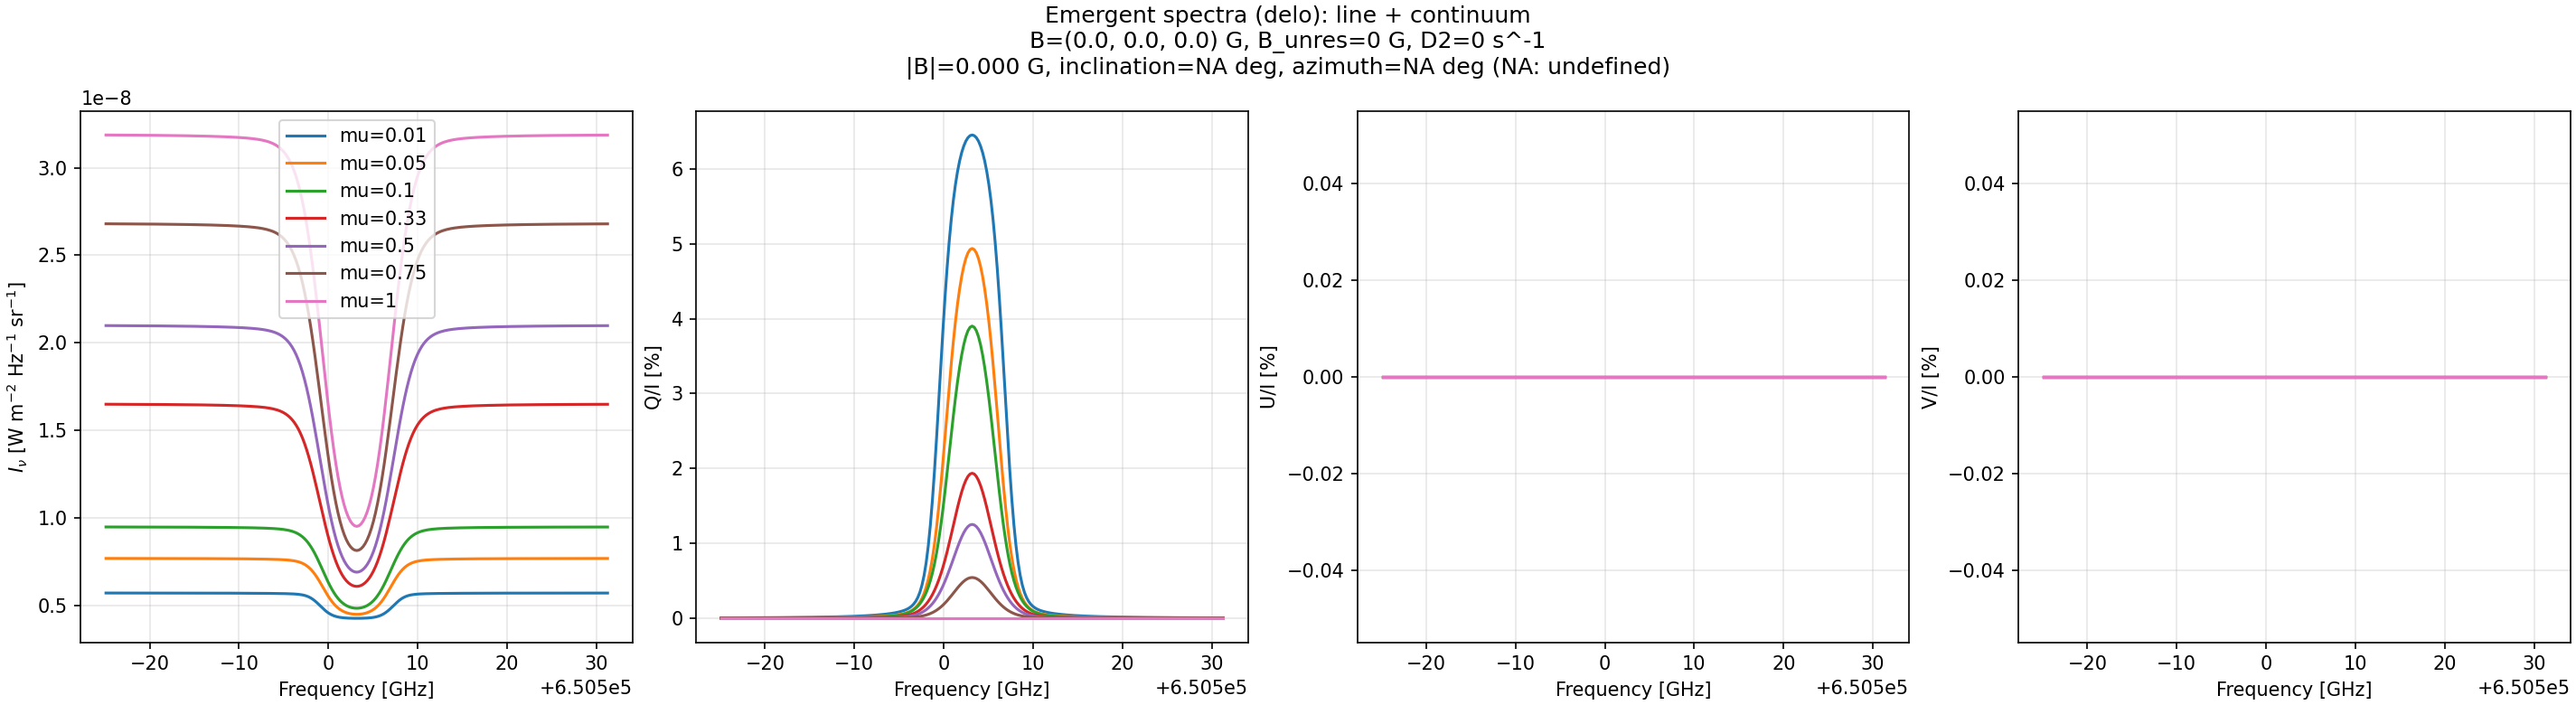 Emergent spectra (delo): line + continuum
B=(0.0, 0.0, 0.0) G, B_unres=0 G, D2=0 s^-1
|B|=0.000 G, inclination=NA deg, azimuth=NA deg (NA: undefined)
1e−8
3.0
2.5
2.0
1.5
1.0
0.5
I_ν [W m⁻² Hz⁻¹ sr⁻¹]
mu=0.01
mu=0.05
mu=0.1
mu=0.33
mu=0.5
mu=0.75
mu=1
−20 −10 0 10 20 30
Frequency [GHz]
+6.505e5
6
5
4
3
2
1
0
Q/I [%]
−20 −10 0 10 20 30
Frequency [GHz]
+6.505e5
0.04
0.02
0.00
−0.02
−0.04
U/I [%]
−20 −10 0 10 20 30
Frequency [GHz]
+6.505e5
0.04
0.02
0.00
−0.02
−0.04
V/I [%]
−20 −10 0 10 20 30
Frequency [GHz]
+6.505e5